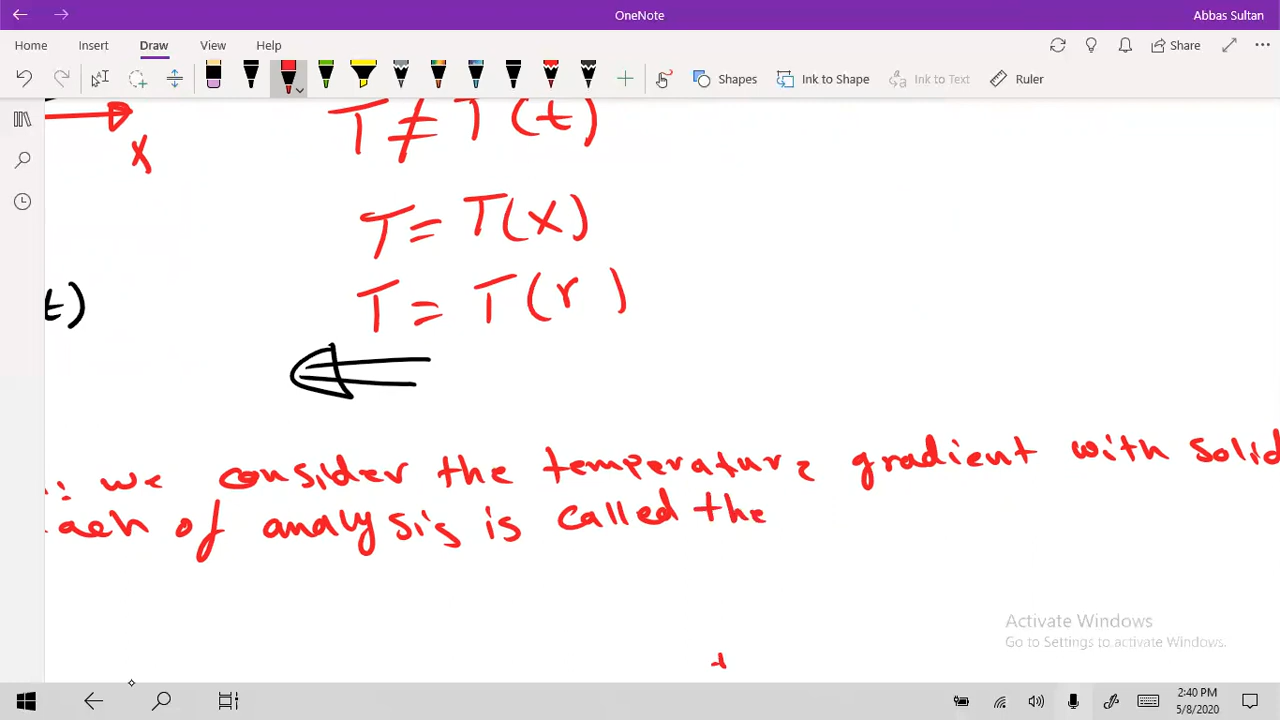 OneNote
Abbas Sultan
Home Insert Draw View Help
Share
Shapes Ink to Shape Ink to Text Ruler
T ≠ T (t)
X
T = T(x)
T = T (r )
t)
we consider the temperature gradient with solid
of analysis is called the
Activate Windows
Go to Settings to activate Windows.
2:40 PM
5/8/2020